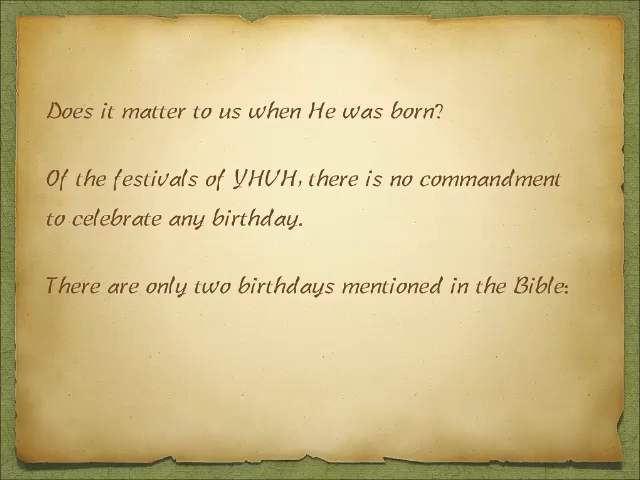 Does it matter to us when He was born?
Of the festivals of YHVH, there is no commandment
to celebrate any birthday.
There are only two birthdays mentioned in the Bible: